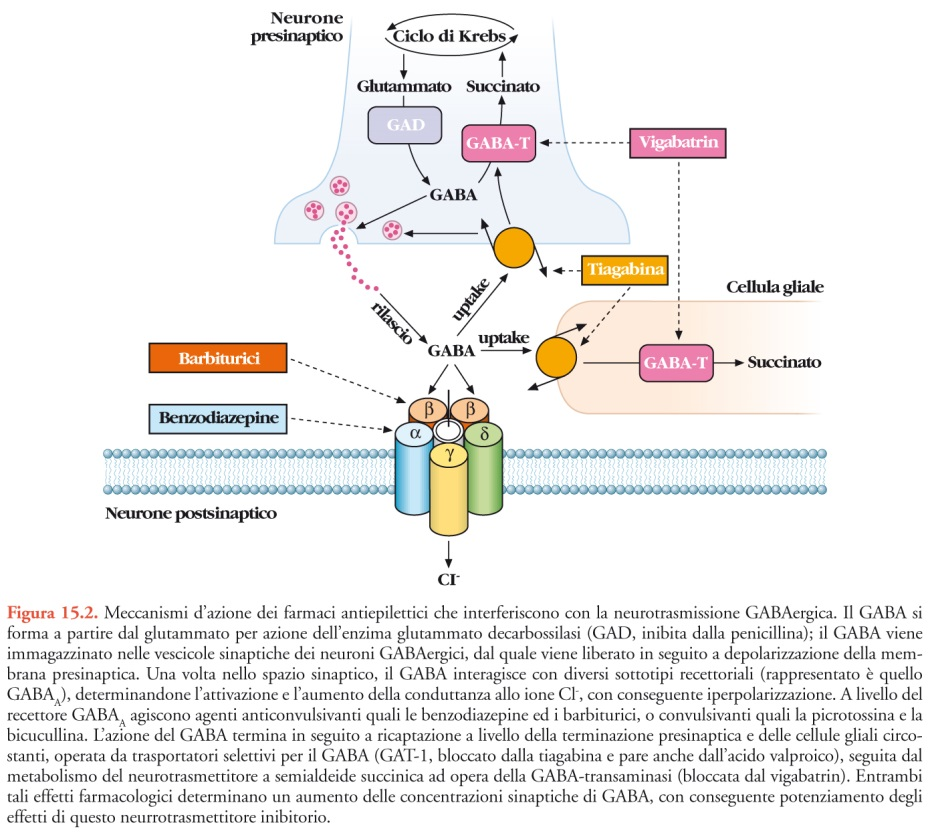 Neurone
presinaptico
Ciclo di Krebs
Glutammato
Succinato
GAD
GABA-T
Vigabatrin
GABA
Tiagabina
Cellula gliale
uptake
rilascio
GABA
uptake
GABA-T
Succinato
Barbiturici
Benzodiazepine
β
β
α
δ
γ
Neurone postsinaptico
CI-
Figura 15.2. Meccanismi d'azione dei farmaci antiepilettici che interferiscono con la neurotrasmissione GABAergica. Il GABA si
forma a partire dal glutammato per azione dell'enzima glutammato decarbossilasi (GAD, inibita dalla penicillina); il GABA viene
immagazzinato nelle vescicole sinaptiche dei neuroni GABAergici, dal quale viene liberato in seguito a depolarizzazione della mem-
brana presinaptica. Una volta nello spazio sinaptico, il GABA interagisce con diversi sottotipi recettoriali (rappresentato è quello
GABAA), determinandone l'attivazione e l'aumento della conduttanza allo ione Cl-, con conseguente iperpolarizzazione. A livello del
recettore GABAA agiscono agenti anticonvulsivanti quali le benzodiazepine ed i barbiturici, o convulsivanti quali la picrotossina e la
bicucullina. L'azione del GABA termina in seguito a ricaptazione a livello della terminazione presinaptica e delle cellule gliali circo-
stanti, operata da trasportatori selettivi per il GABA (GAT-1, bloccato dalla tiagabina e pare anche dall'acido valproico), seguita dal
metabolismo del neurotrasmettitore a semialdeide succinica ad opera della GABA-transaminasi (bloccata dal vigabatrin). Entrambi
tali effetti farmacologici determinano un aumento delle concentrazioni sinaptiche di GABA, con conseguente potenziamento degli
effetti di questo neurrotrasmettitore inibitorio.